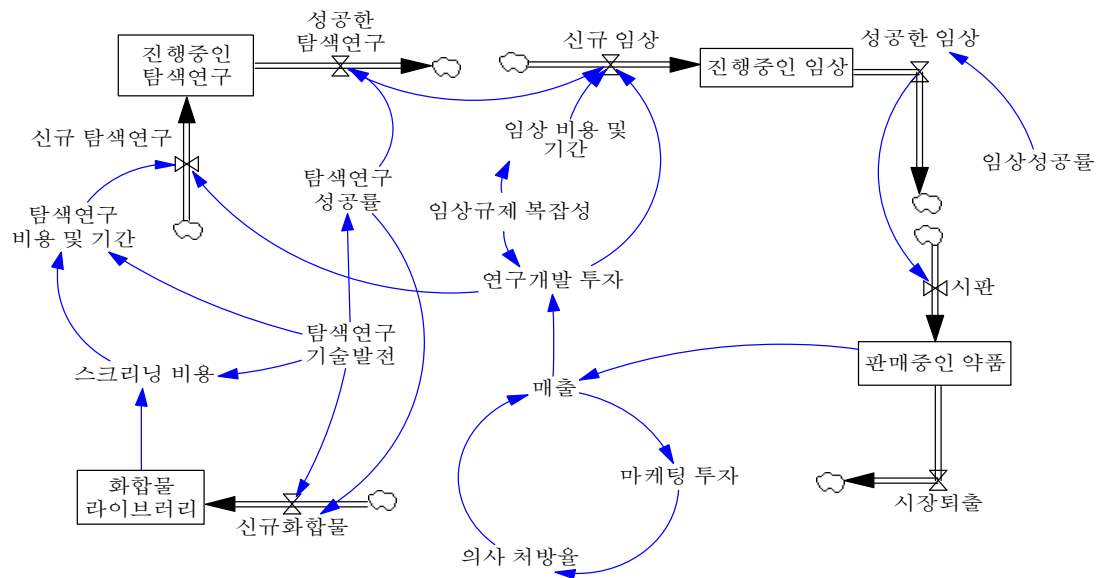 성공한
탐색연구
신규 임상
성공한 임상
진행중인
탐색연구
진행중인 임상
신규 탐색연구
임상 비용 및
기간
임상성공률
탐색연구
성공률
탐색연구
비용 및 기간
임상규제 복잡성
연구개발 투자
시판
탐색연구
기술발전
스크리닝 비용
매출
판매중인 약품
마케팅 투자
화합물
라이브러리
신규화합물
시장퇴출
의사 처방율